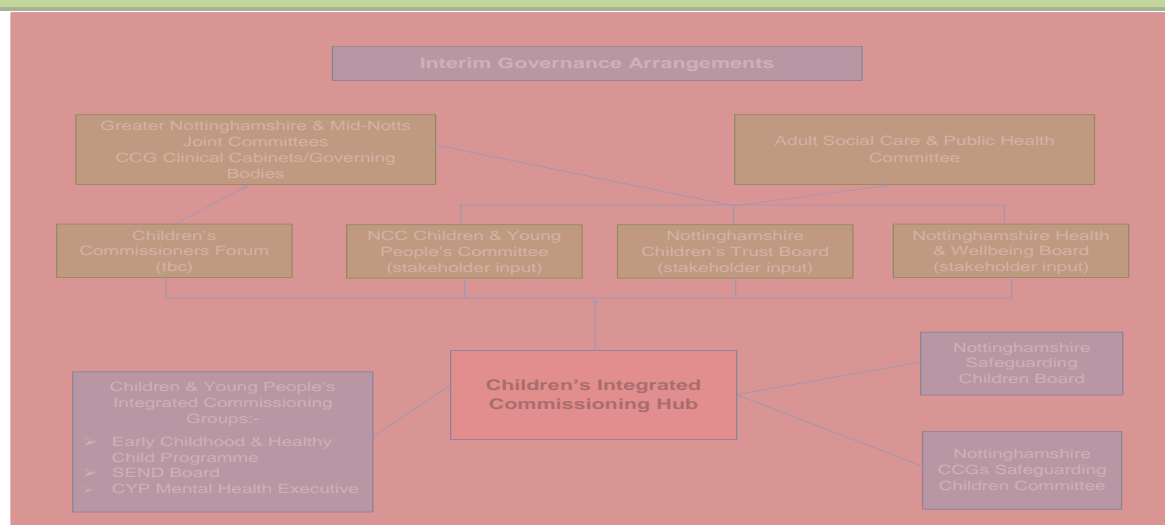 Interim Governance Arrangements
Greater Nottinghamshire & Mid-Notts
Joint Committees
CCG Clinical Cabinets/Governing
Bodies
Adult Social Care & Public Health
Committee
Children's
Commissioners Forum
(tbc)
NCC Children & Young
People's Committee
(stakeholder input)
Nottinghamshire
Children's Trust Board
(stakeholder input)
Nottinghamshire Health
& Wellbeing Board
(stakeholder input)
Children & Young People's
Integrated Commissioning
Groups:-
➢ Early Childhood & Healthy
Child Programme
➢ SEND Board
➢ CYP Mental Health Executive
Children's Integrated
Commissioning Hub
Nottinghamshire
Safeguarding
Children Board
Nottinghamshire
CCGs Safeguarding
Children Committee